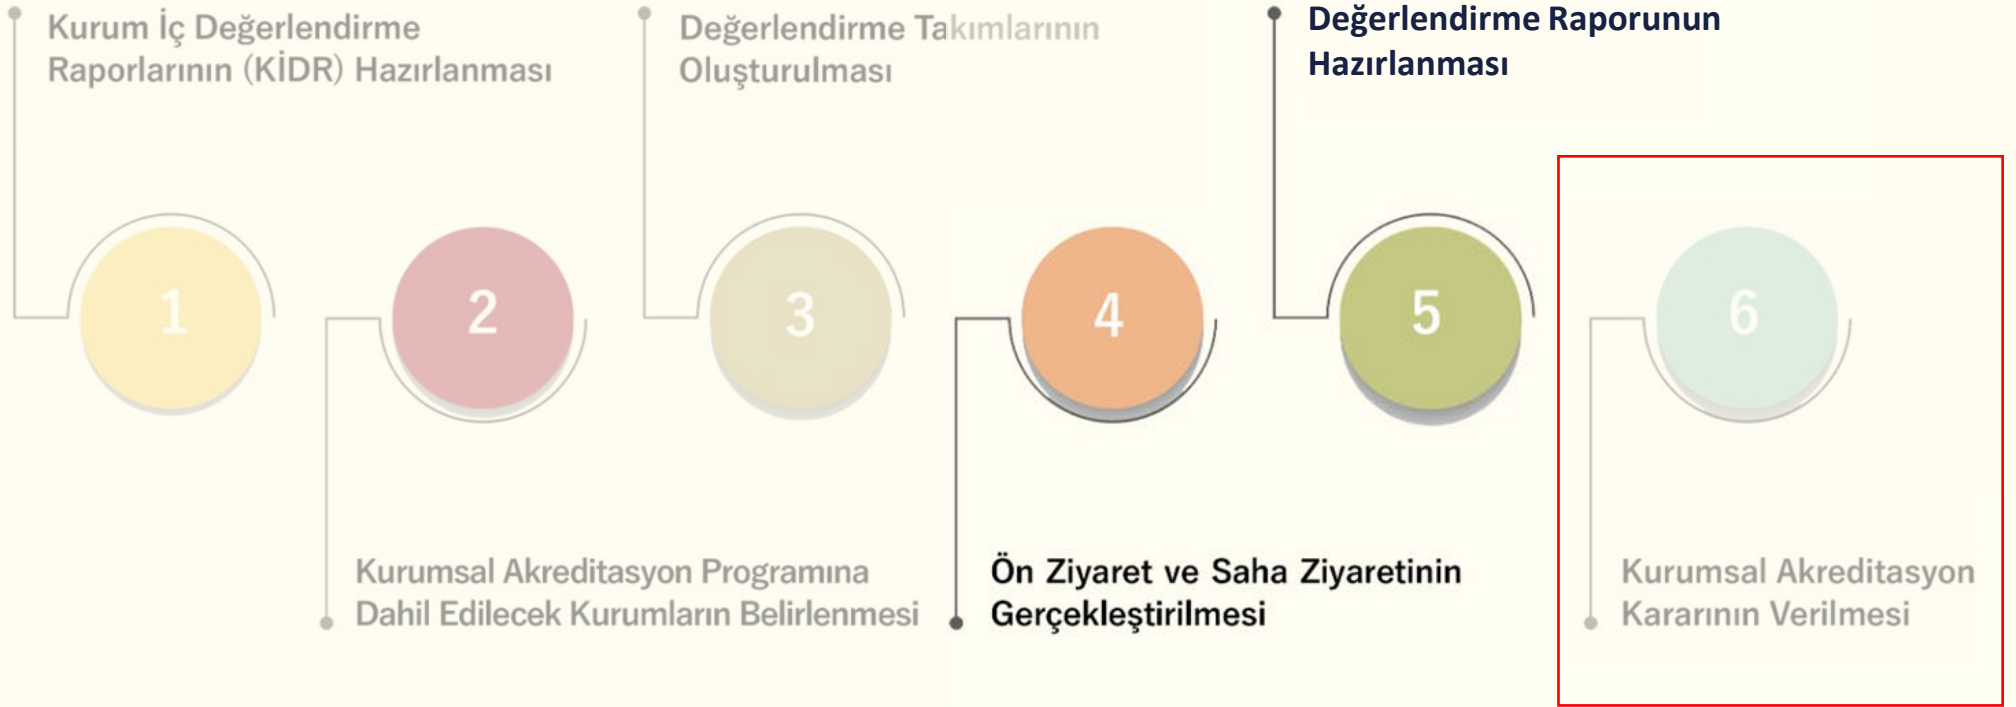 Kurum İç Değerlendirme
Raporlarının (KİDR) Hazırlanması
Değerlendirme Takımlarının
Oluşturulması
Değerlendirme Raporunun
Hazırlanması
1
2
3
4
5
6
Kurumsal Akreditasyon Programına
Dahil Edilecek Kurumların Belirlenmesi
Ön Ziyaret ve Saha Ziyaretinin
Gerçekleştirilmesi
Kurumsal Akreditasyon
Kararının Verilmesi